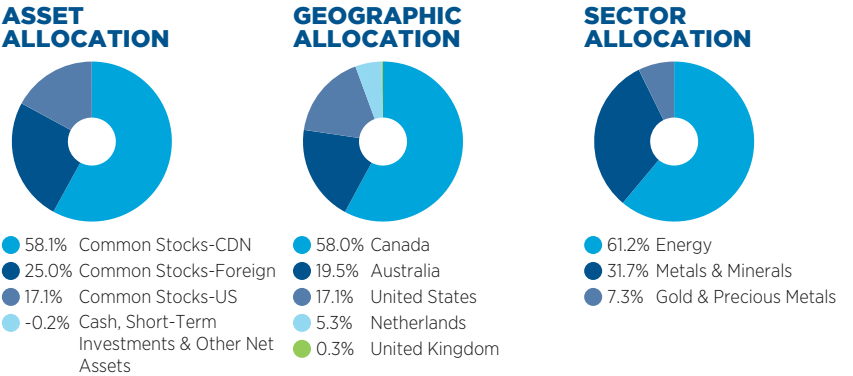 ASSET
ALLOCATION
58.1% Common Stocks-CDN
25.0% Common Stocks-Foreign
17.1% Common Stocks-US
-0.2% Cash, Short-Term
Investments & Other Net
Assets
GEOGRAPHIC
ALLOCATION
58.0% Canada
19.5% Australia
17.1% United States
5.3% Netherlands
0.3% United Kingdom
SECTOR
ALLOCATION
61.2% Energy
31.7% Metals & Minerals
7.3% Gold & Precious Metals